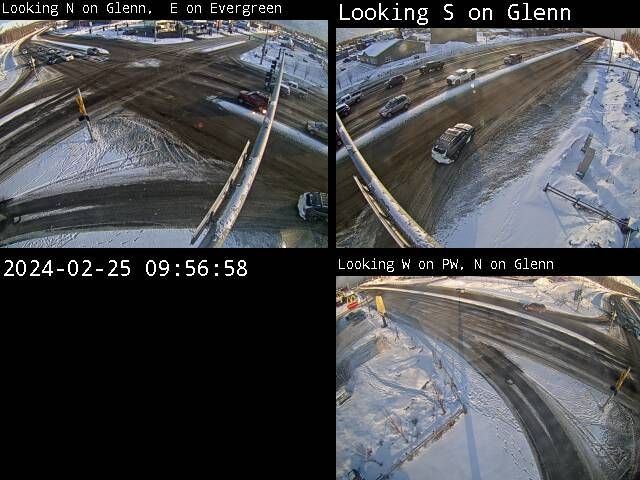 Looking N on Glenn, E on Evergreen
Looking S on Glenn
2024-02-25 09:56:58
Looking W on PW, N on Glenn